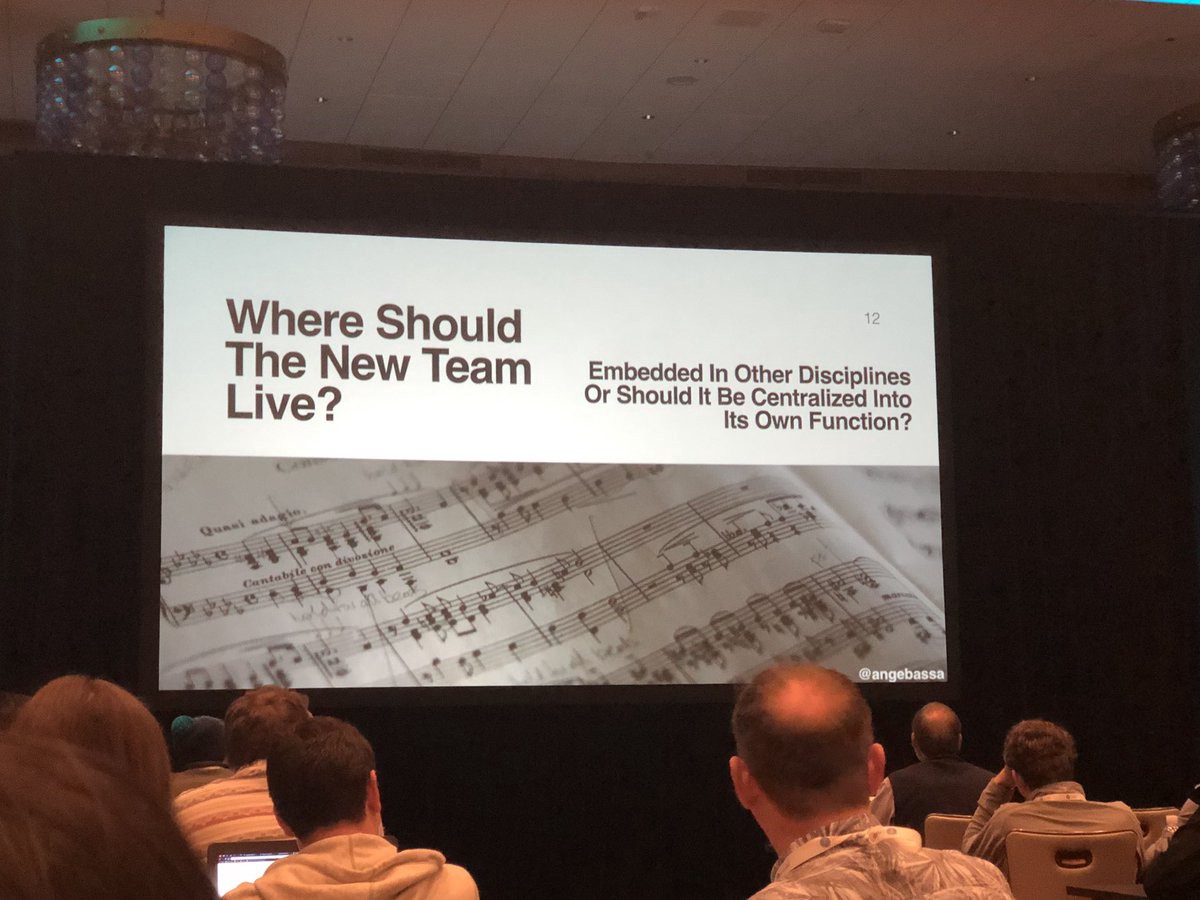 Where Should
The New Team
Live?
12
Embedded In Other Disciplines
Or Should It Be Centralized Into
Its Own Function?
Quasi adagio.
Cantabile con divozione
@angebassa